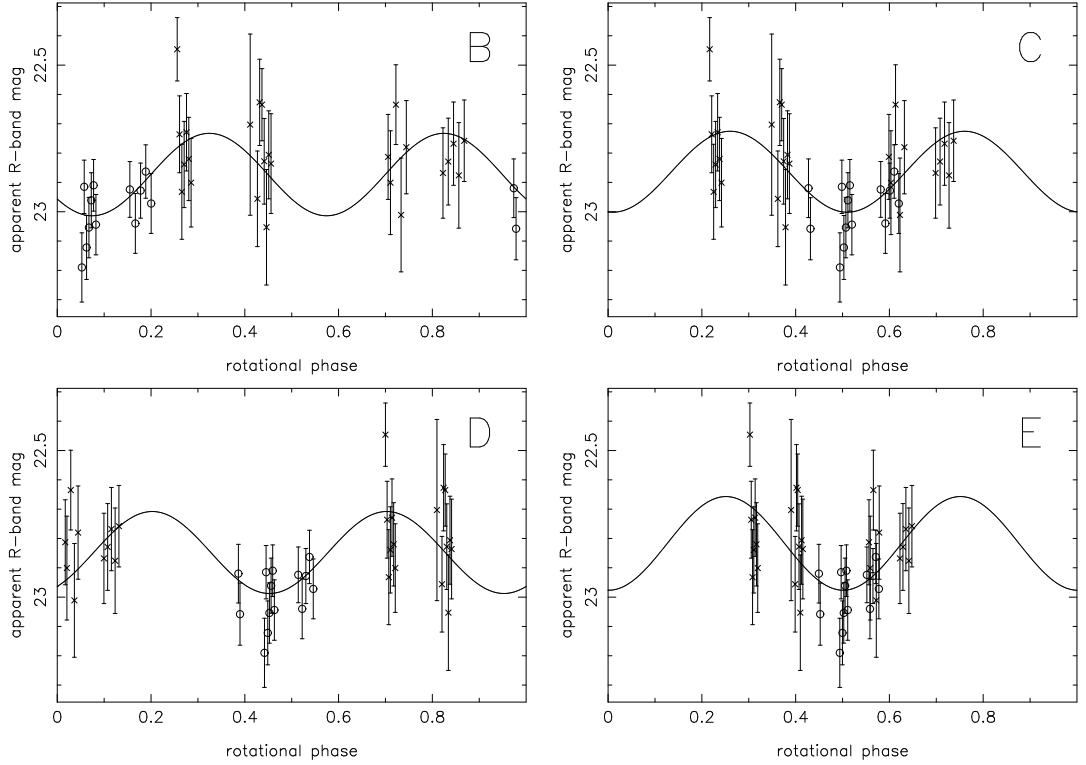 B
22.5
23
apparent R-band mag
0 0.2 0.4 0.6 0.8
rotational phase
C
22.5
23
apparent R-band mag
0 0.2 0.4 0.6 0.8
rotational phase
D
22.5
23
apparent R-band mag
0 0.2 0.4 0.6 0.8
rotational phase
E
22.5
23
apparent R-band mag
0 0.2 0.4 0.6 0.8
rotational phase